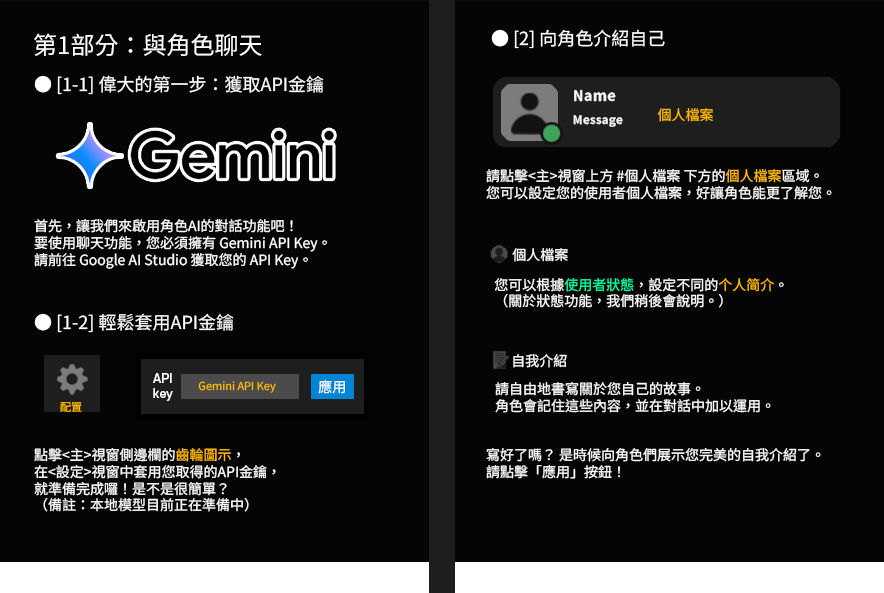 第1部分：與角色聊天
● [1-1] 偉大的第一步：獲取API金鑰
Gemini
首先，讓我們來啟用角色AI的對話功能吧！
要使用聊天功能，您必須擁有 Gemini API Key。
請前往 Google AI Studio 獲取您的 API Key。
● [1-2] 輕鬆套用API金鑰
配置
API key
Gemini API Key
應用
點擊<主>視窗側邊欄的齒輪圖示，
在<設定>視窗中套用您取得的API金鑰，
就準備完成囉！是不是很簡單？
（備註：本地模型目前正在準備中）
● [2] 向角色介紹自己
Name
Message
個人檔案
請點擊<主>視窗上方 #個人檔案 下方的個人檔案區域。
您可以設定您的使用者個人檔案，好讓角色能更了解您。
個人檔案
您可以根據使用者狀態，設定不同的个人简介。
（關於狀態功能，我們稍後會說明。）
自我介紹
請自由地書寫關於您自己的故事。
角色會記住這些內容，並在對話中加以運用。
寫好了嗎？ 是時候向角色們展示您完美的自我介紹了。
請點擊「應用」按鈕！